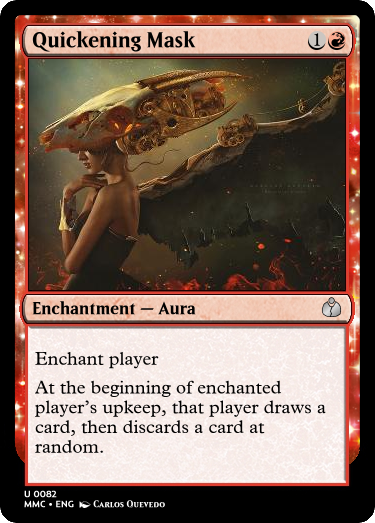 Quickening Mask
1
Enchantment — Aura
Enchant player
At the beginning of enchanted
player's upkeep, that player draws a
card, then discards a card at
random.
U 0082
MMC • ENG Carlos Quevedo